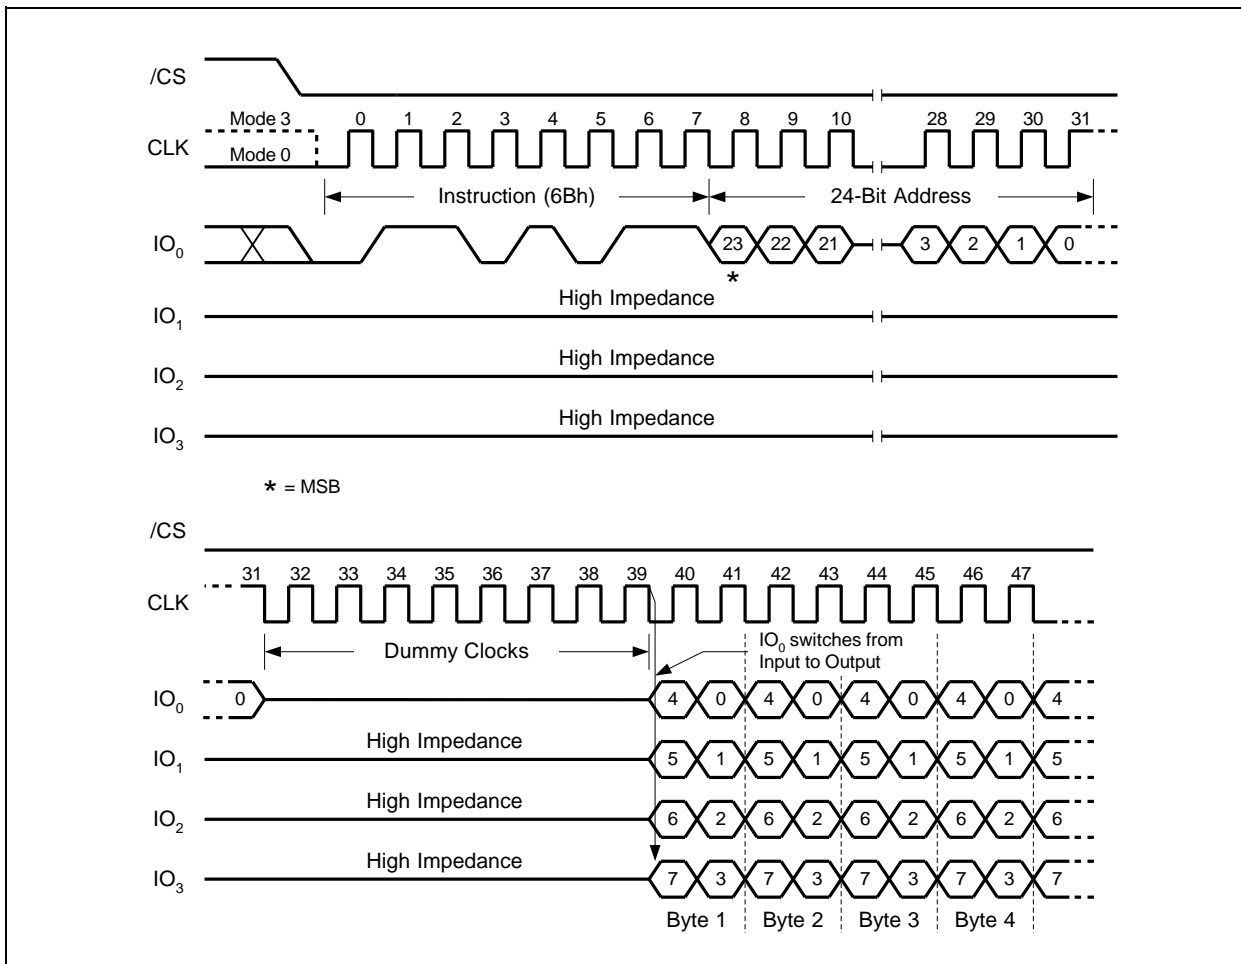 /CS
Mode 3 0 1 2 3 4 5 6 7 8 9 10 28 29 30 31
CLK
Mode 0
Instruction (6Bh) 24-Bit Address
IO0 23 22 21 3 2 1 0
*
High Impedance
IO1
High Impedance
IO2
High Impedance
IO3
* = MSB
/CS
31 32 33 34 35 36 37 38 39 40 41 42 43 44 45 46 47
CLK
Dummy Clocks
IO0 switches from
Input to Output
IO0 0 4 0 4 0 4 0 4 0 4
High Impedance
IO1 5 1 5 1 5 1 5 1 5
High Impedance
IO2 6 2 6 2 6 2 6 2 6
High Impedance
IO3 7 3 7 3 7 3 7 3 7
Byte 1 Byte 2 Byte 3 Byte 4